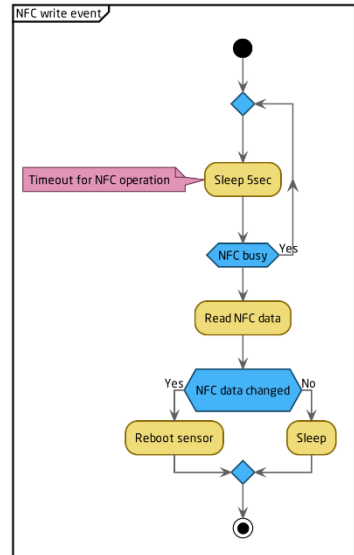 NFC write event
Timeout for NFC operation
Sleep 5sec
NFC busy
Yes
Read NFC data
Yes
NFC data changed
No
Reboot sensor
Sleep